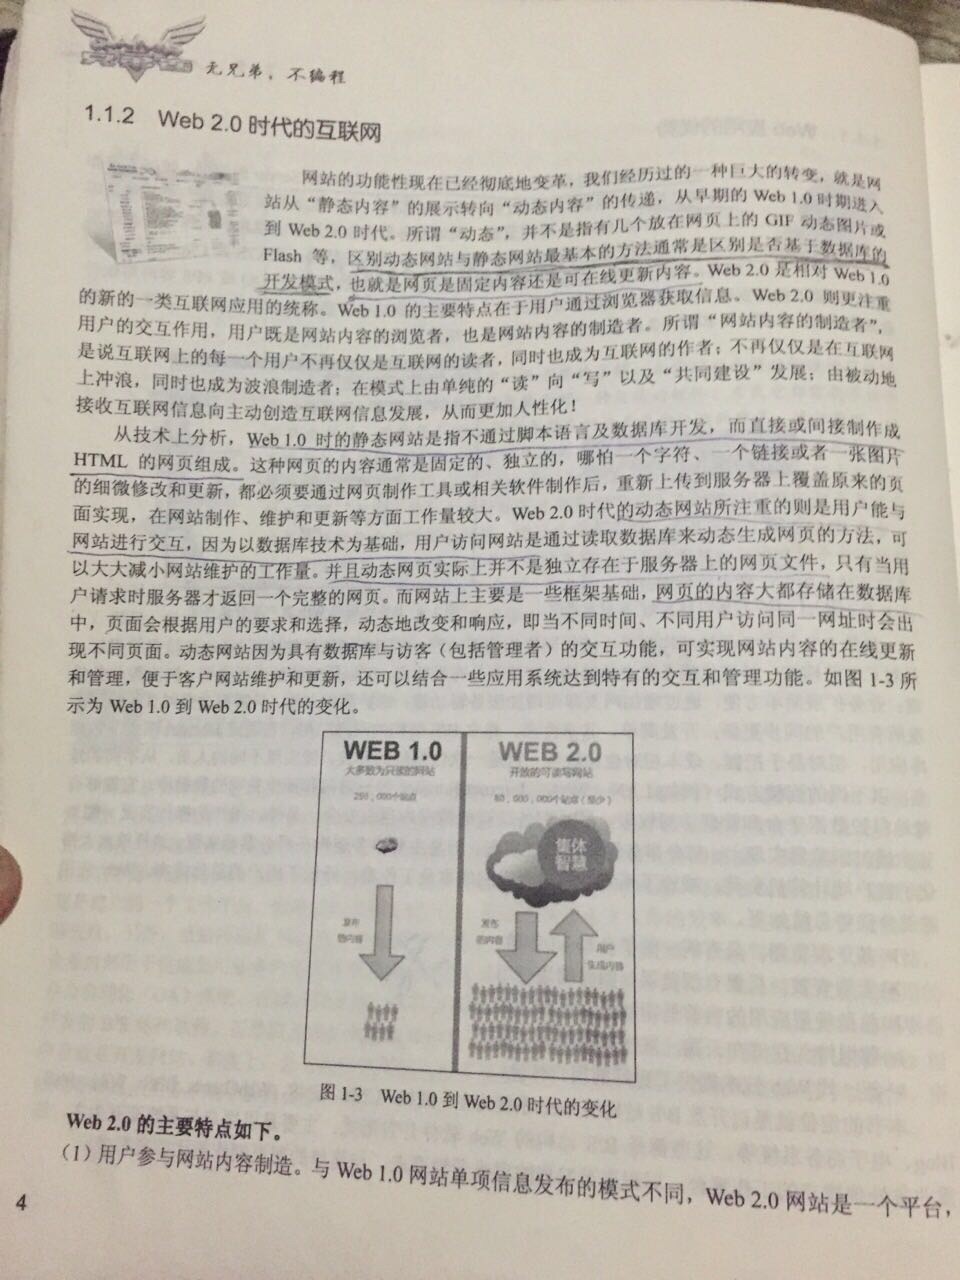 无兄弟，不编程
1.1.2 Web 2.0 时代的互联网
网站的功能性现在已经彻底地变革，我们经历过的一种巨大的转变，就是网
站从“静态内容”的展示转向“动态内容”的传递，从早期的 Web 1.0 时期进入
到 Web 2.0 时代。所谓“动态”，并不是指有几个放在网页上的 GIF 动态图片或
Flash 等，区别动态网站与静态网站最基本的方法通常是区别是否基于数据库的
开发模式，也就是网页是固定内容还是可在线更新内容。Web 2.0 是相对 Web 1.0
的新的一类互联网应用的统称。Web 1.0 的主要特点在于用户通过浏览器获取信息。Web 2.0 则更注重
用户的交互作用，用户既是网站内容的浏览者，也是网站内容的制造者。所谓“网站内容的制造者”，
是说互联网上的每一个用户不再仅仅是互联网的读者，同时也成为互联网的作者；不再仅仅是在互联网
上冲浪，同时也成为波浪制造者；在模式上由单纯的“读”向“写”以及“共同建设”发展；由被动地
接收互联网信息向主动创造互联网信息发展，从而更加人性化！
从技术上分析，Web 1.0 时的静态网站是指不通过脚本语言及数据库开发，而直接或间接制作成
HTML 的网页组成。这种网页的内容通常是固定的、独立的，哪怕一个字符、一个链接或者一张图片
的细微修改和更新，都必须要通过网页制作工具或相关软件制作后，重新上传到服务器上覆盖原来的页
面实现，在网站制作、维护和更新等方面工作量较大。Web 2.0 时代的动态网站所注重的则是用户能与
网站进行交互，因为以数据库技术为基础，用户访问网站是通过读取数据库来动态生成网页的方法，可
以大大减小网站维护的工作量。并且动态网页实际上并不是独立存在于服务器上的网页文件，只有当用
户请求时服务器才返回一个完整的网页。而网站上主要是一些框架基础，网页的内容大都存储在数据库
中，页面会根据用户的要求和选择，动态地改变和响应，即当不同时间、不同用户访问同一网址时会出
现不同页面。动态网站因为具有数据库与访客（包括管理者）的交互功能，可实现网站内容的在线更新
和管理，便于客户网站维护和更新，还可以结合一些应用系统达到特有的交互和管理功能。如图 1-3 所
示为 Web 1.0 到 Web 2.0 时代的变化。
WEB 1.0
大多数为只读的网站
250，000个站点
发布
的内容
WEB 2.0
开放的可读写网站
80，000，000个站点（至少）
集体
智慧
发布
的内容
用户
生成内容
图 1-3 Web 1.0 到 Web 2.0 时代的变化
Web 2.0 的主要特点如下。
(1) 用户参与网站内容制造。与 Web 1.0 网站单项信息发布的模式不同，Web 2.0 网站是一个平台，
4